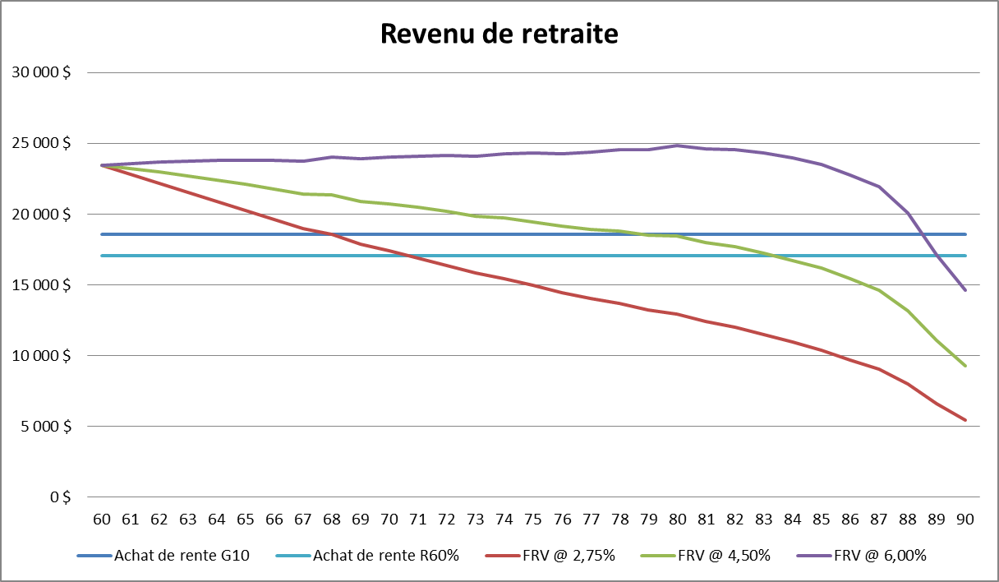 Revenu de retraite
30 000 $
25 000 $
20 000 $
15 000 $
10 000 $
5 000 $
0 $
60 61 62 63 64 65 66 67 68 69 70 71 72 73 74 75 76 77 78 79 80 81 82 83 84 85 86 87 88 89 90
Achat de rente G10 Achat de rente R60% FRV @ 2,75% FRV @ 4,50% FRV @ 6,00%